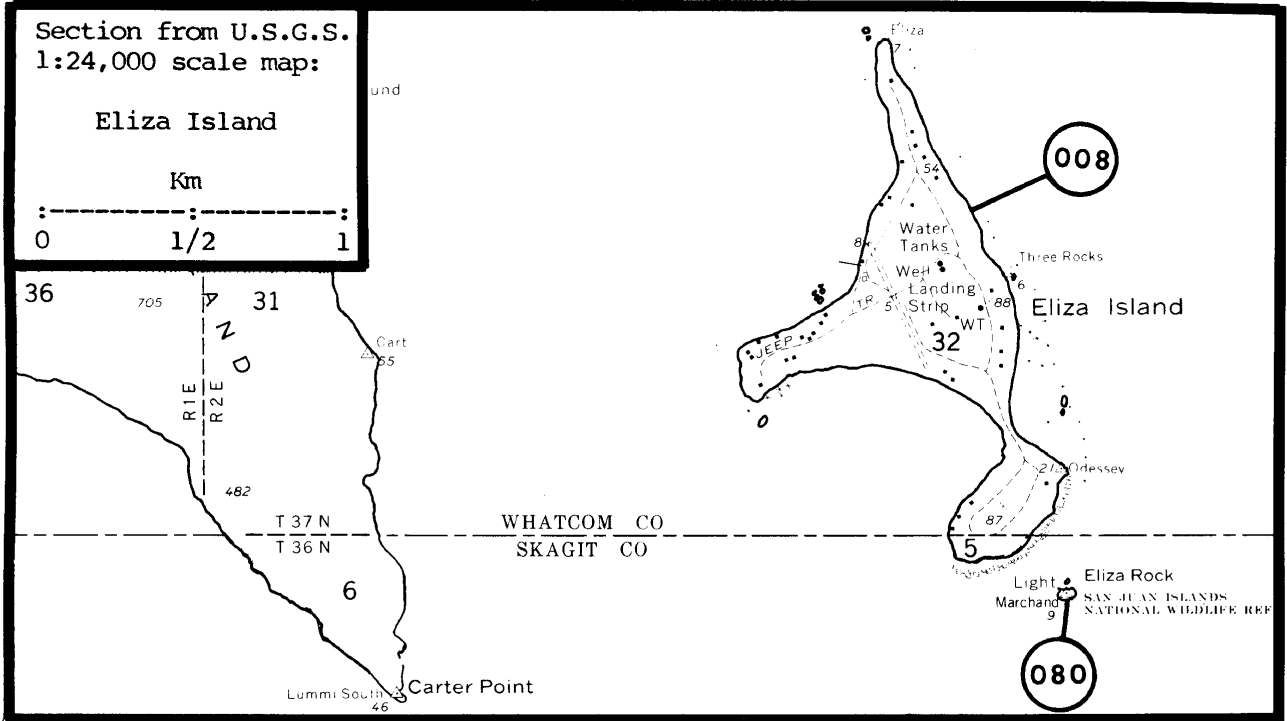 Section from U.S.G.S.
1:24,000 scale map:
Eliza Island
Km
0 1/2 1
und
Eliza
7
008
54
Water
Tanks
8
Well
Landing
Strip
Three Rocks
6
88
Eliza Island
TR
5
WT
32
JEEP
36
705
31
A
N
D
Cart
55
R1E
R2E
482
21
Odessey
87
T 37 N
WHATCOM CO
T 36 N
SKAGIT CO
5
6
Light
Eliza Rock
Marchand
9
SAN JUAN ISLANDS
NATIONAL WILDLIFE REF
080
Lummi South
46
Carter Point